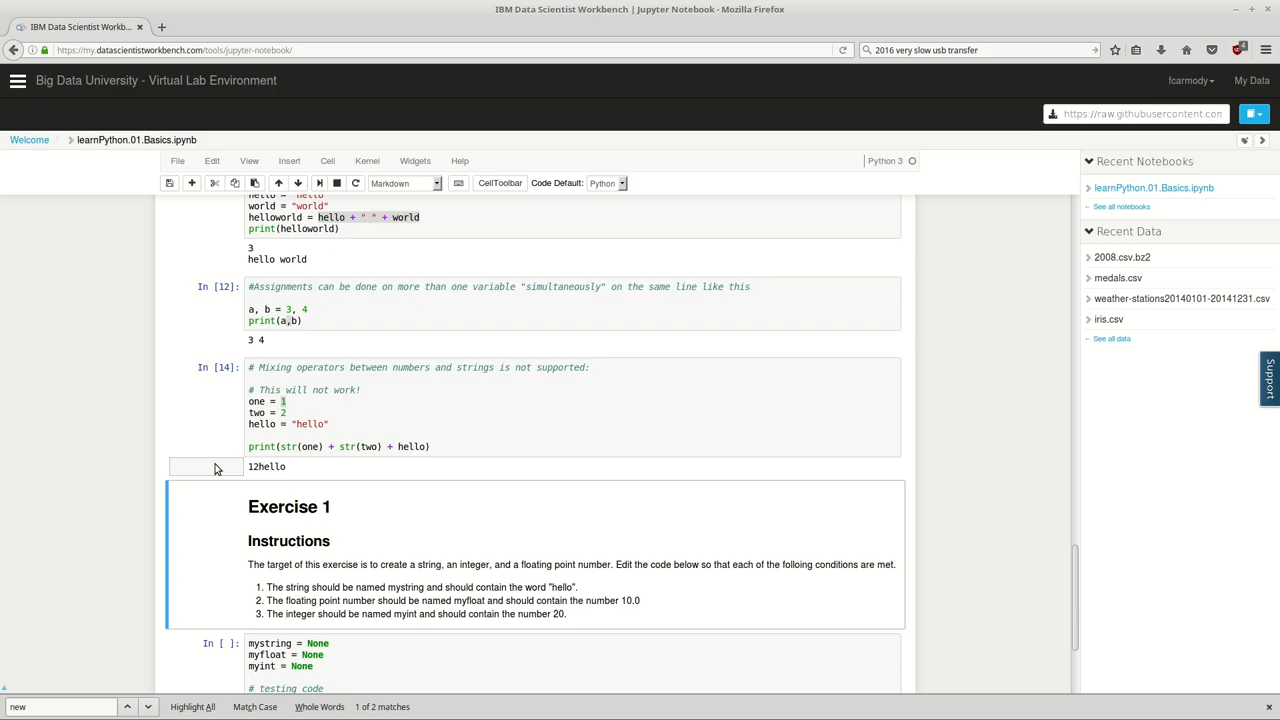 IBM Data Scientist Workbench | Jupyter Notebook - Mozilla Firefox
IBM Data Scientist Workb...
https://my.datascientistworkbench.com/tools/jupyter-notebook/
2016 very slow usb transfer
4
Big Data University - Virtual Lab Environment
fcarmody
My Data
https://raw.githubusercontent.com
Welcome
learnPython.01.Basics.ipynb
File Edit View Insert Cell Kernel Widgets Help
Python 3
Markdown
CellToolbar
Code Default: Python
hello = "hello"
world = "world"
helloworld = hello + " " + world
print(helloworld)
3
hello world
In [12]:
#Assignments can be done on more than one variable "simultaneously" on the same line like this
a, b = 3, 4
print(a,b)
3 4
In [14]:
# Mixing operators between numbers and strings is not supported:
# This will not work!
one = 1
two = 2
hello = "hello"
print(str(one) + str(two) + hello)
12hello
Exercise 1
Instructions
The target of this exercise is to create a string, an integer, and a floating point number. Edit the code below so that each of the folloing conditions are met.
1. The string should be named mystring and should contain the word "hello".
2. The floating point number should be named myfloat and should contain the number 10.0
3. The integer should be named myint and should contain the number 20.
In [ ]:
mystring = None
myfloat = None
myint = None
# testing code
Recent Notebooks
learnPython.01.Basics.ipynb
← See all notebooks
Recent Data
2008.csv.bz2
medals.csv
weather-stations20140101-20141231.csv
iris.csv
← See all data
Support
new
Highlight All
Match Case
Whole Words
1 of 2 matches